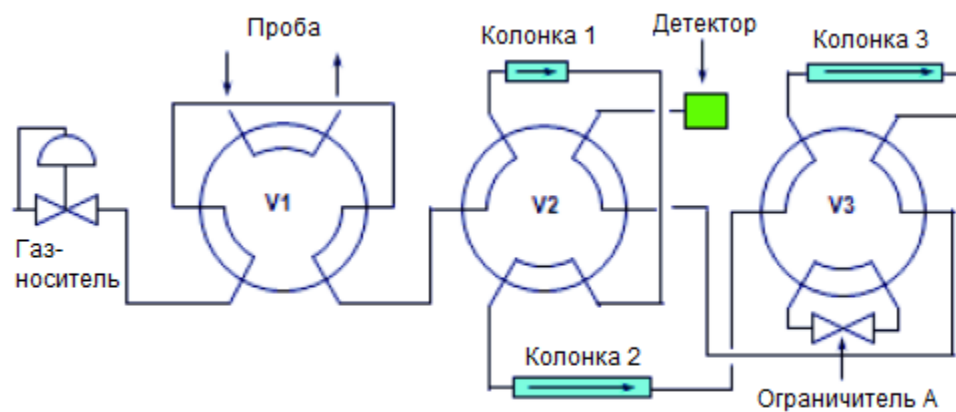 Проба
Колонка 1
Детектор
Колонка 3
V1
V2
V3
Газ-
носитель
Колонка 2
Ограничитель А